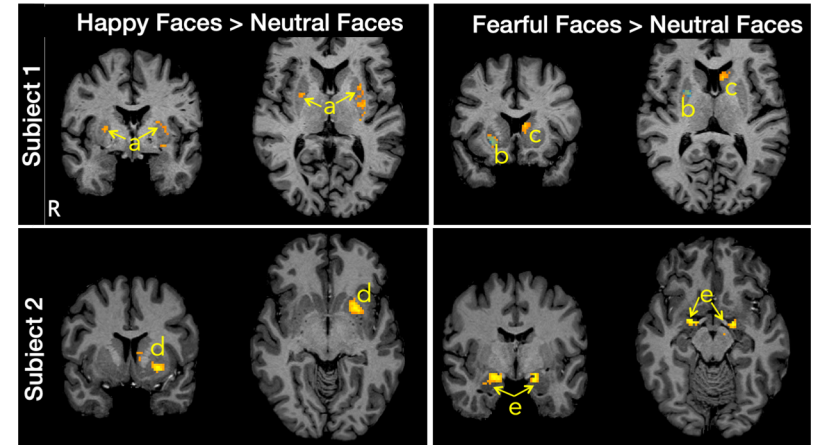 Happy Faces > Neutral Faces
Fearful Faces > Neutral Faces
Subject 1
a
a
b
c
b
c
R
Subject 2
d
d
e
e